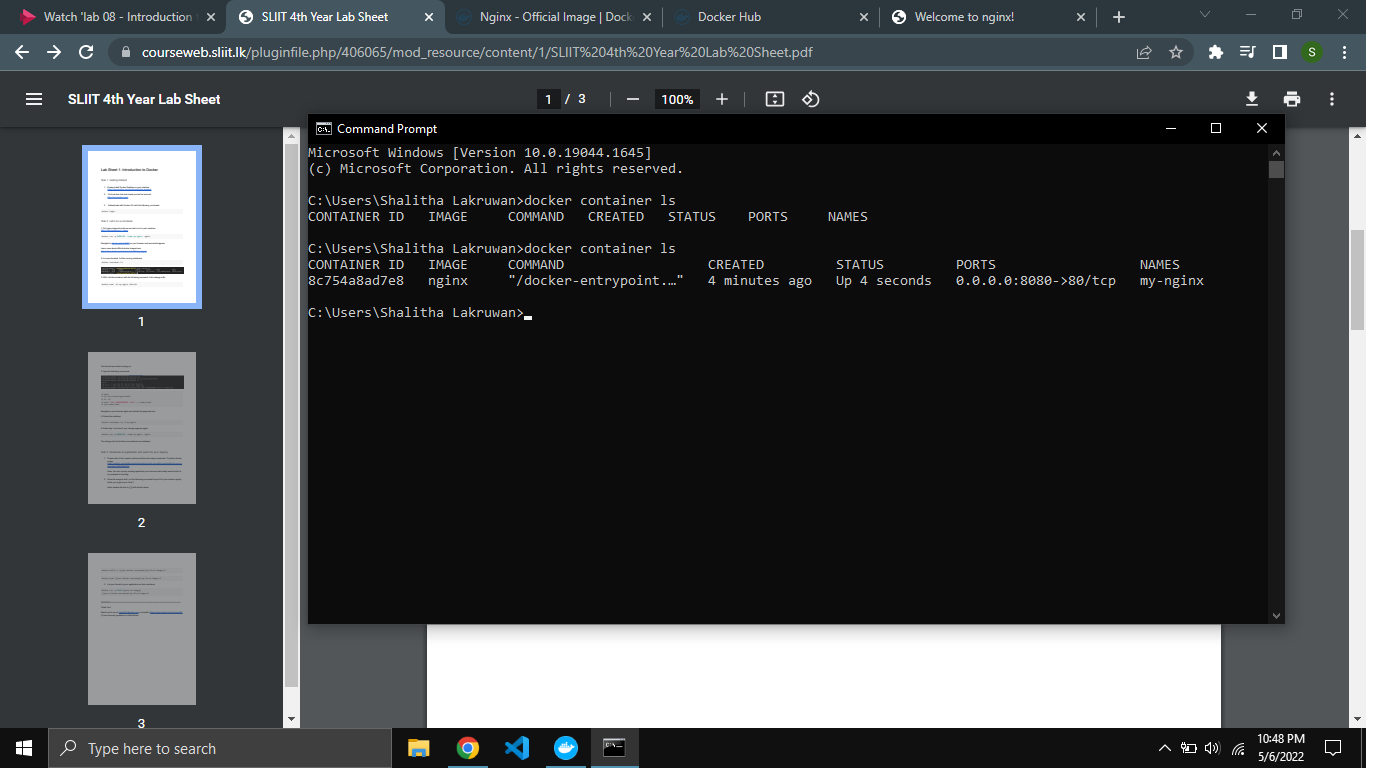 Watch 'lab 08 - Introduction
SLIIT 4th Year Lab Sheet
Nginx - Official Image | Dock
Docker Hub
Welcome to nginx!
courseweb.sliit.lk/pluginfile.php/406065/mod_resource/content/1/SLIIT%204th%20Year%20Lab%20Sheet.pdf
S
SLIIT 4th Year Lab Sheet
1 / 3
100%
Command Prompt
Microsoft Windows [Version 10.0.19044.1645]
(c) Microsoft Corporation. All rights reserved.
C:\Users\Shalitha Lakruwan>docker container ls
CONTAINER ID IMAGE COMMAND CREATED STATUS PORTS NAMES
C:\Users\Shalitha Lakruwan>docker container ls
CONTAINER ID IMAGE COMMAND CREATED STATUS PORTS NAMES
8c754a8ad7e8 nginx "/docker-entrypoint.…" 4 minutes ago Up 4 seconds 0.0.0.0:8080->80/tcp my-nginx
C:\Users\Shalitha Lakruwan>
Lab Sheet 1: Introduction to Docker
1
2
3
Type here to search
10:48 PM
5/6/2022